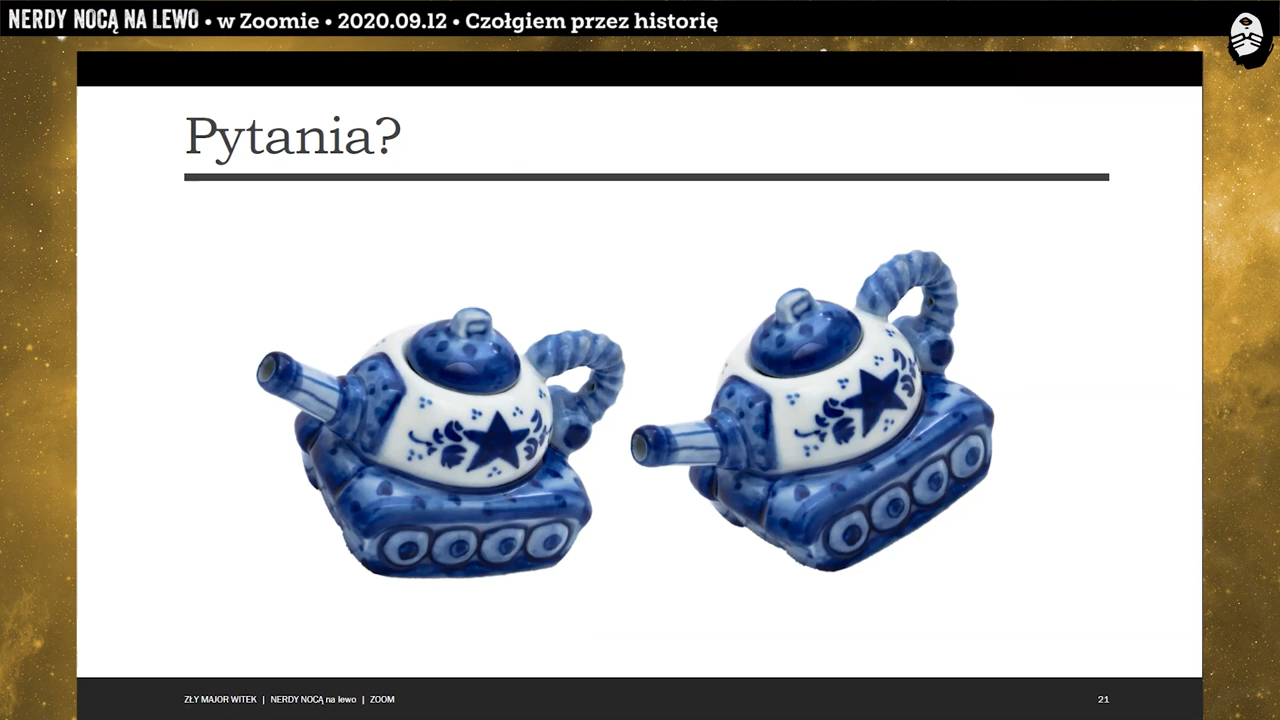 NERDY NOCĄ NA LEWO • w Zoomie • 2020.09.12 • Czołgiem przez historię
Pytania?
ZŁY MAJOR WITEK | NERDY NOCĄ na lewo | ZOOM
21